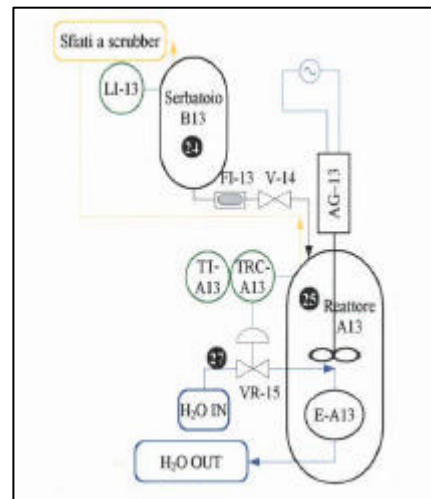 Sfiati a scrubber
LI-13
Serbatoio
B13
24
FI-13
V-14
AG-13
TT-
A13
TRC-
A13
25
Reattore
A13
27
VR-15
H₂O IN
E-A13
H₂O OUT